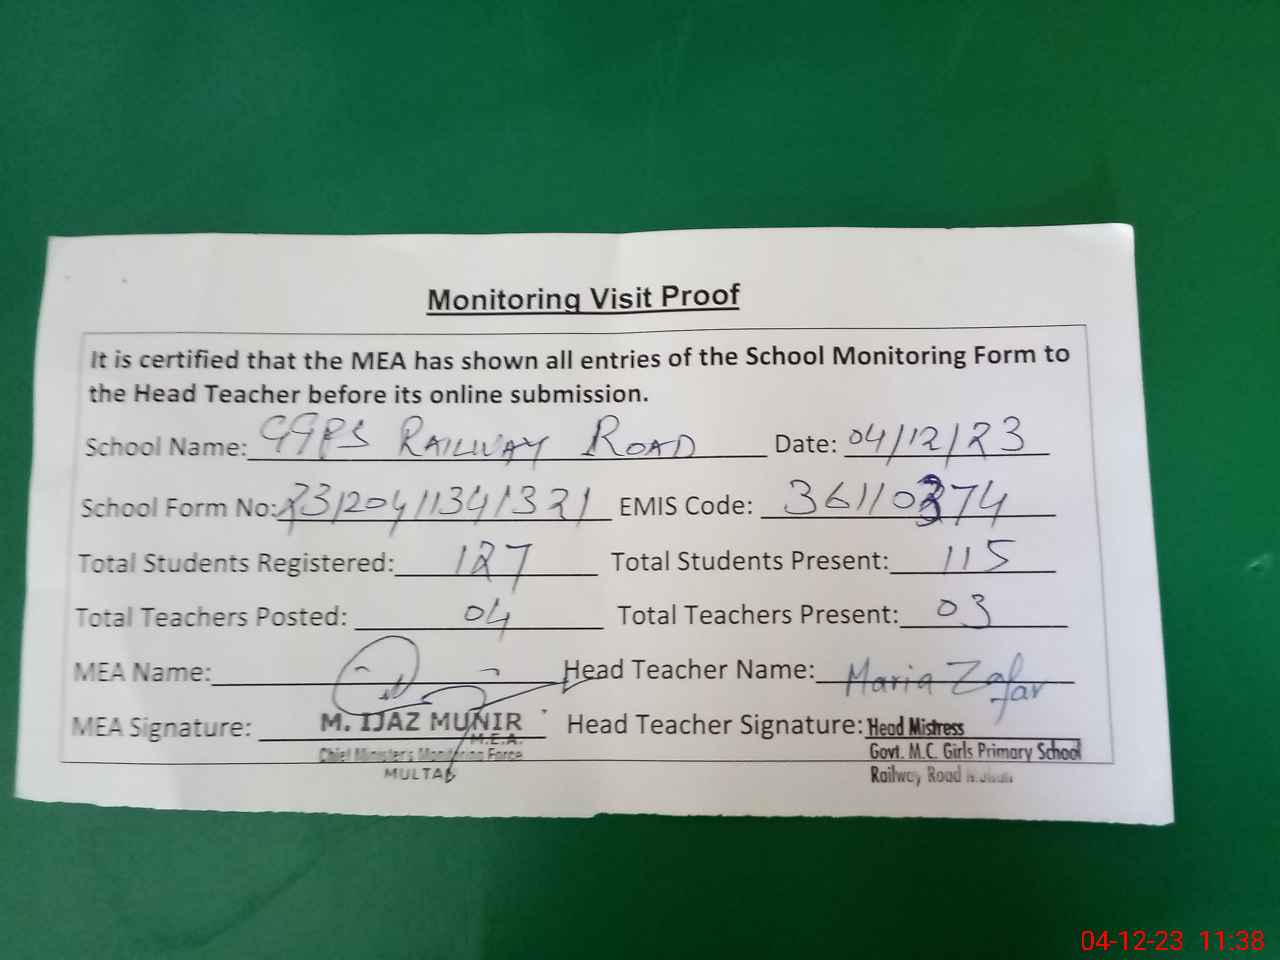 Monitoring Visit Proof
It is certified that the MEA has shown all entries of the School Monitoring Form to
the Head Teacher before its online submission.
School Name: GGPS RAILWAY ROAD Date: 04/12/23
School Form No: 23120411341321 EMIS Code: 36110374
Total Students Registered: 127 Total Students Present: 115
Total Teachers Posted: 04 Total Teachers Present: 03
MEA Name: Head Teacher Name: Maria Zafar
MEA Signature: M. IJAZ MUNIR Head Teacher Signature: Head Mistress
M.E.A.
Chief Minister's Monitoring Force Govt. M.C. Girls Primary School
MULTAN Railway Road
04-12-23 11:38